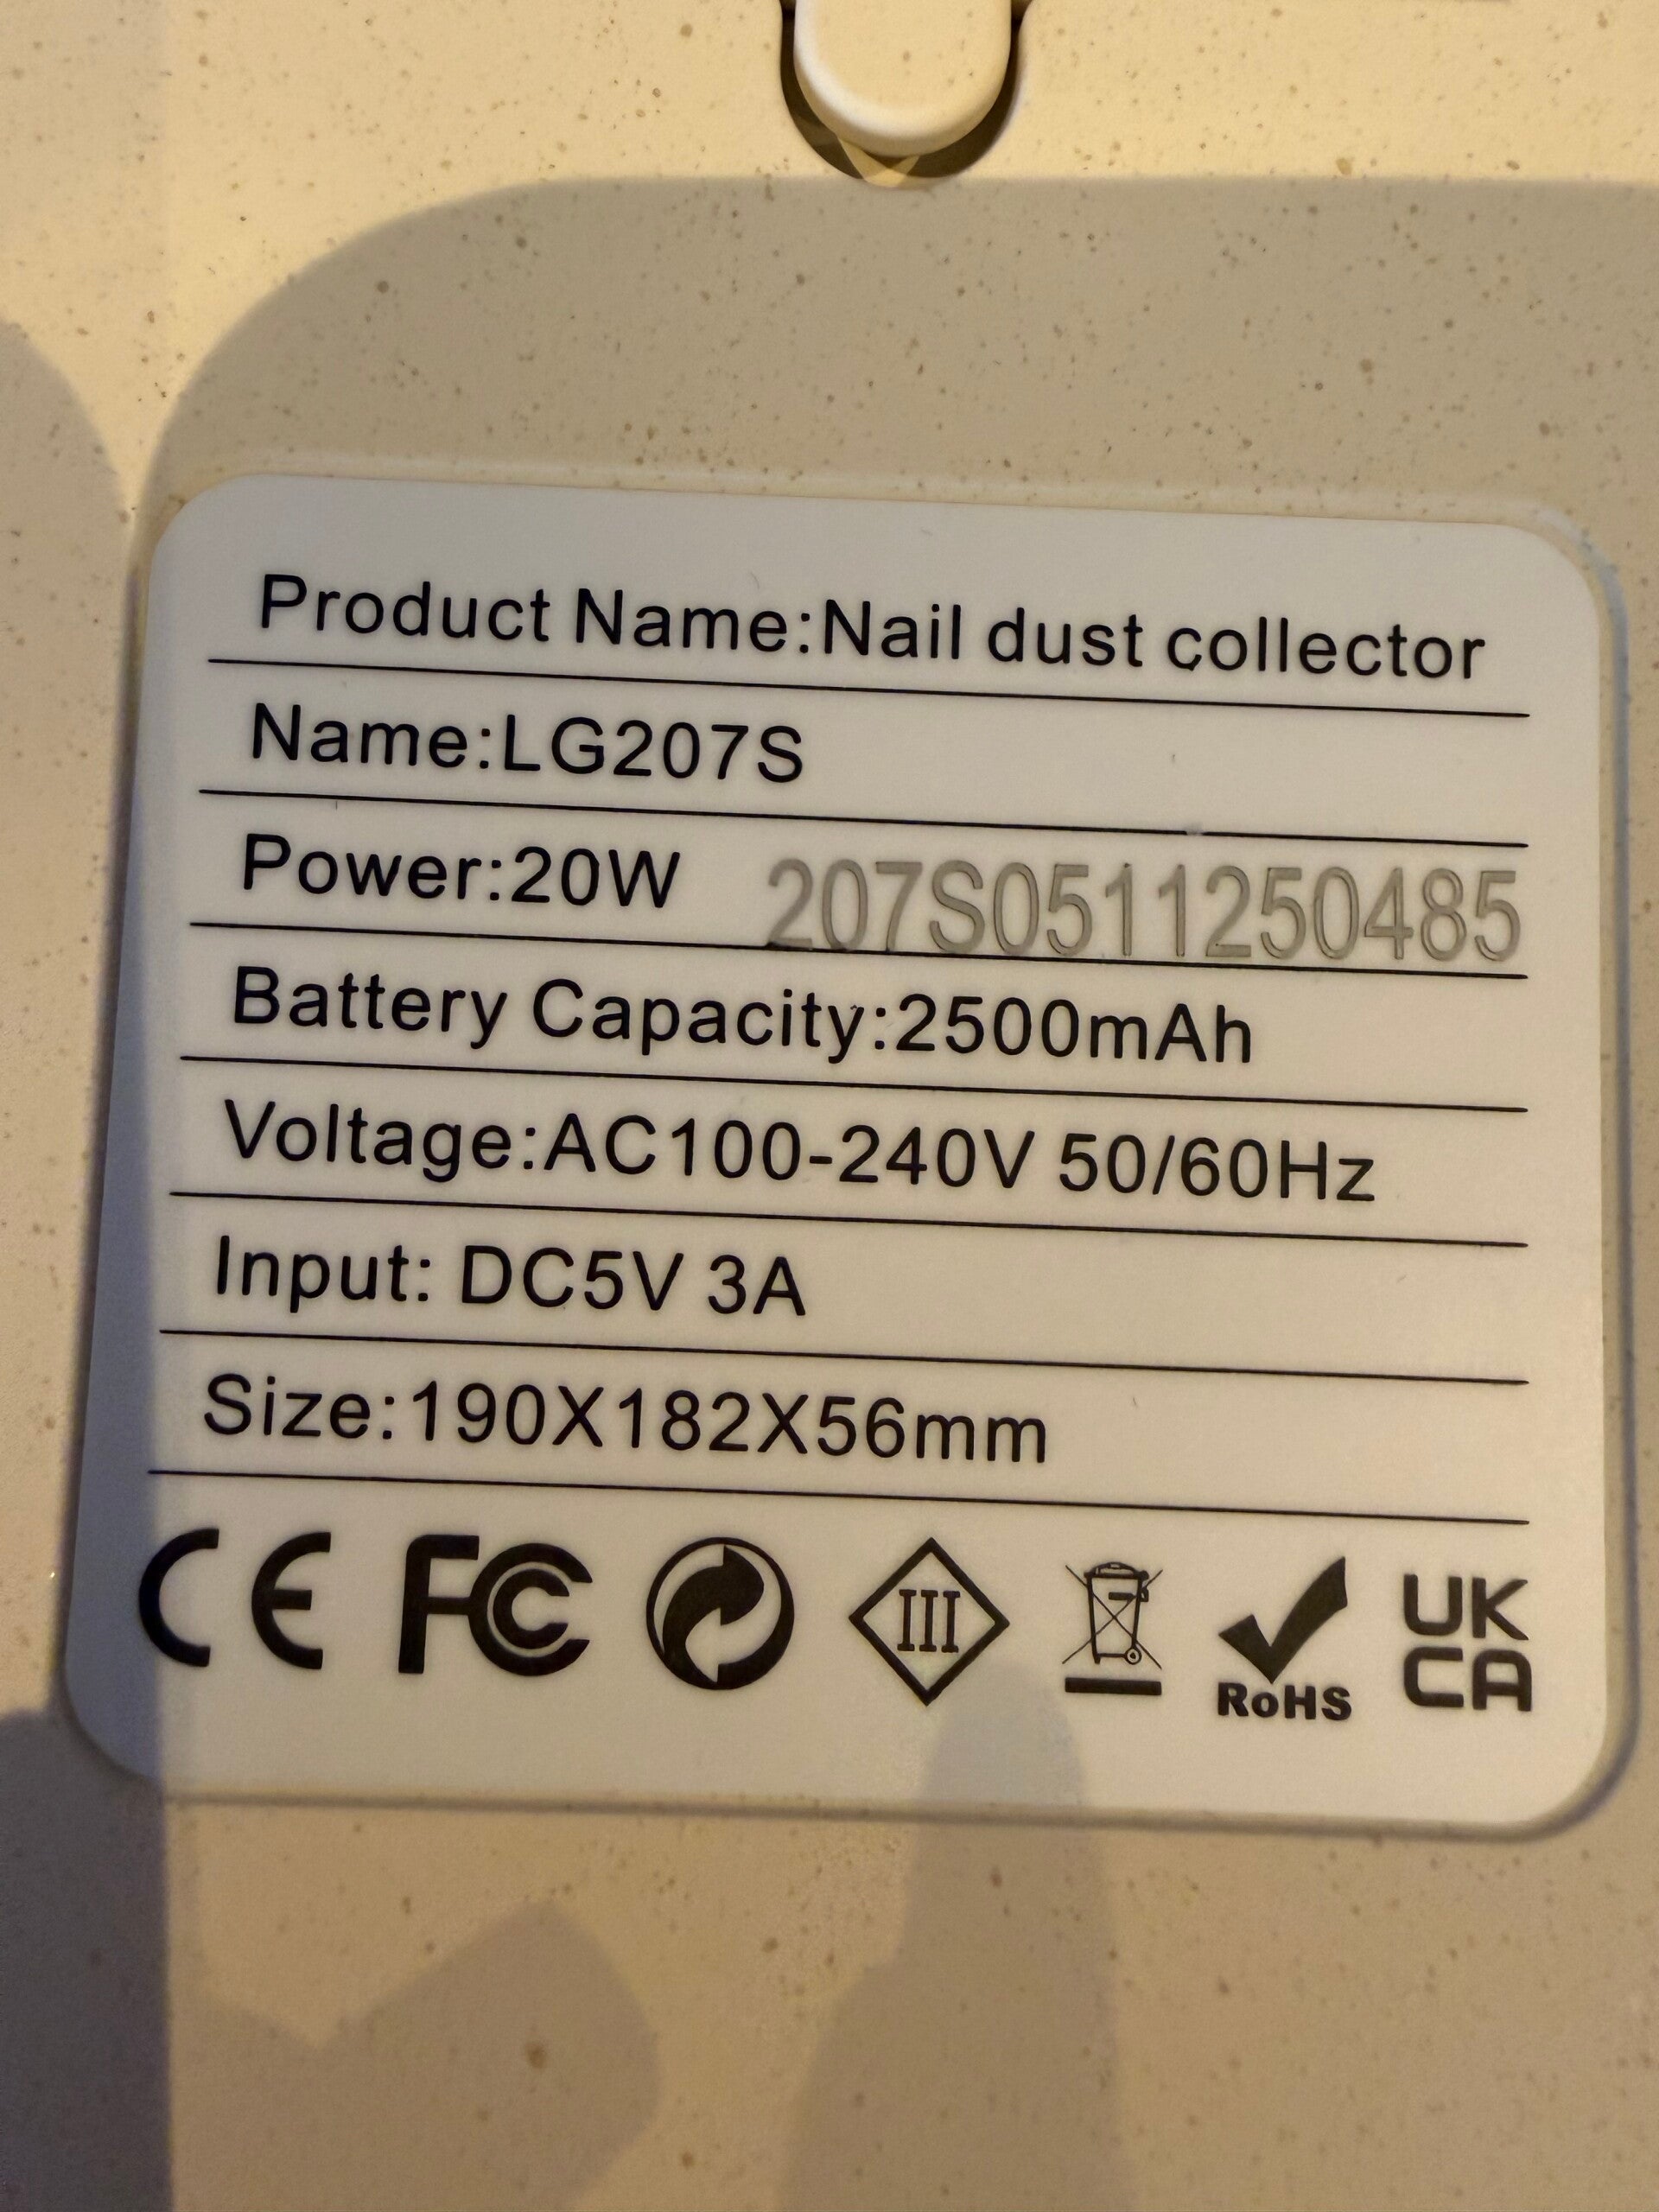 Product Name:Nail dust collector
Name:LG207S
Power:20W 207S0511250485
Battery Capacity:2500mAh
Voltage:AC100-240V 50/60Hz
Input: DC5V 3A
Size:190X182X56mm
CE FC III RoHS UK CA